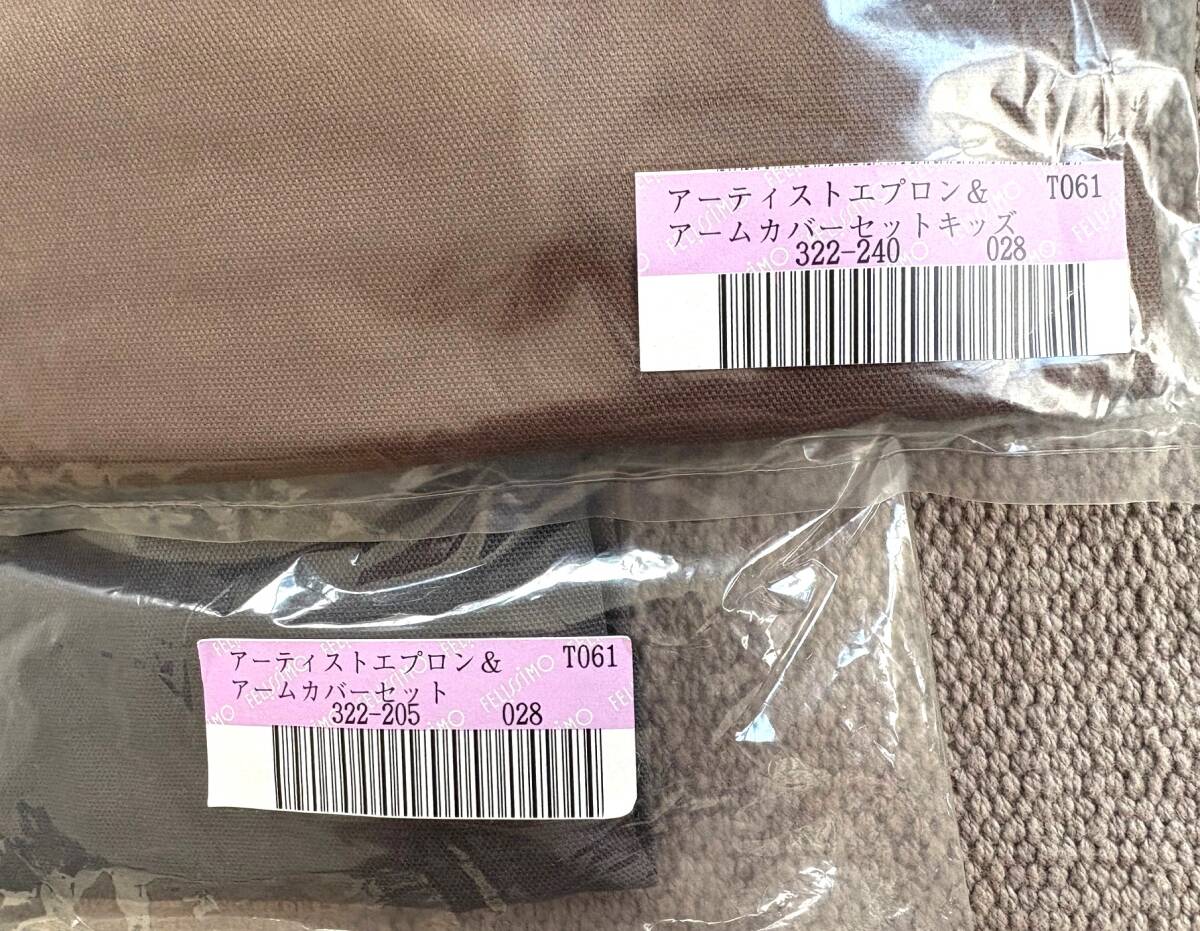 アーティストエプロン& T061
アームカバーセットキッズ
322-240 028
FELISSIMO
アーティストエプロン& T061
アームカバーセット
322-205 028
FELISSIMO